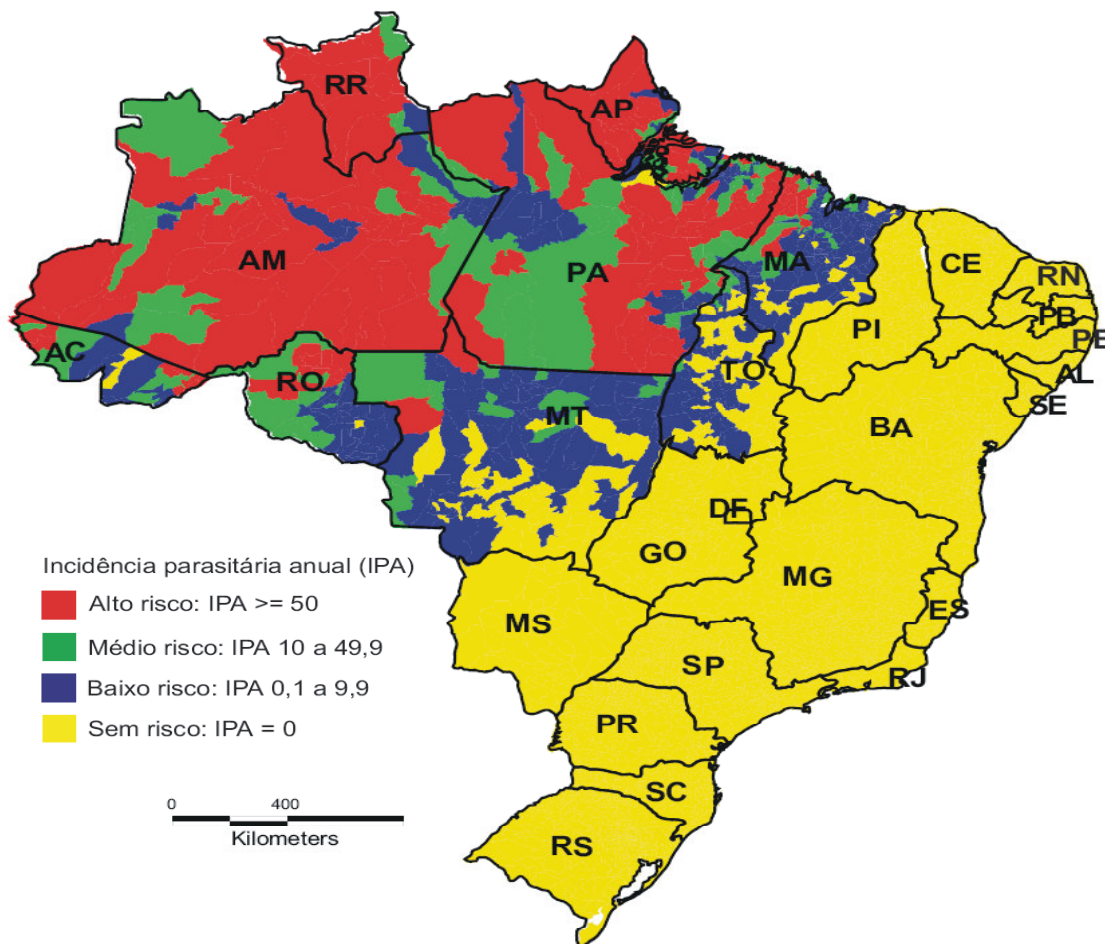 RR
AP
AM
PA
MA
CE
RN
PB
PE
PI
AC
TO
AL
RO
SE
MT
BA
DF
GO
Incidência parasitária anual (IPA)
MG
Alto risco: IPA >= 50
ES
MS
Médio risco: IPA 10 a 49,9
SP
RJ
Baixo risco: IPA 0,1 a 9,9
PR
Sem risco: IPA = 0
SC
0 400
Kilometers
RS